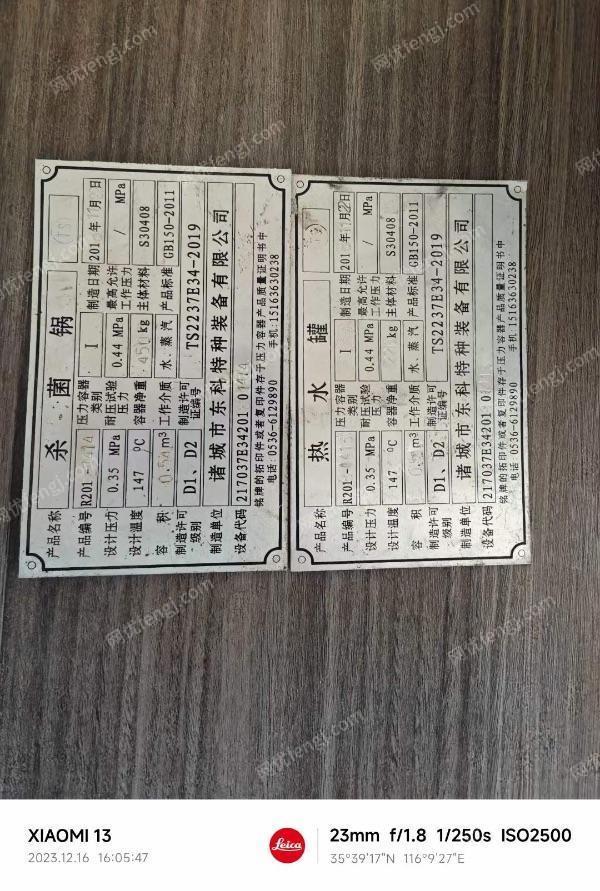 产品名称 杀菌锅
产品编号 R201 压力容器类别 I 制造日期 201 年 月 日
设计压力 0.35 MPa 耐压试验压力 0.44 MPa 最高允许工作压力 / MPa
设计温度 147 ℃ 容器净重 kg 主体材料 S30408
容积 m³ 工作介质 水、蒸汽 产品标准 GB150-2011
制造许可级别 D1、D2 制造许可证编号 TS2237E34-2019
制造单位 诸城市东科特种装备有限公司
设备代码 217037E34201
铭牌的拓印件或者复印件存于压力容器产品质量证明书中
电话:0536-6129890 手机:15163630238
产品名称 热水罐
产品编号 R201 压力容器类别 I 制造日期 201 年 月 日
设计压力 0.35 MPa 耐压试验压力 0.44 MPa 最高允许工作压力 / MPa
设计温度 147 ℃ 容器净重 kg 主体材料 S30408
容积 m³ 工作介质 水、蒸汽 产品标准 GB150-2011
制造许可级别 D1、D2 制造许可证编号 TS2237E34-2019
制造单位 诸城市东科特种装备有限公司
设备代码 217037E34201
铭牌的拓印件或者复印件存于压力容器产品质量证明书中
电话:0536-6129890 手机:15163630238
XIAOMI 13
2023.12.16 16:05:47
Leica
23mm f/1.8 1/250s ISO2500
35°39'17"N 116°9'27"E